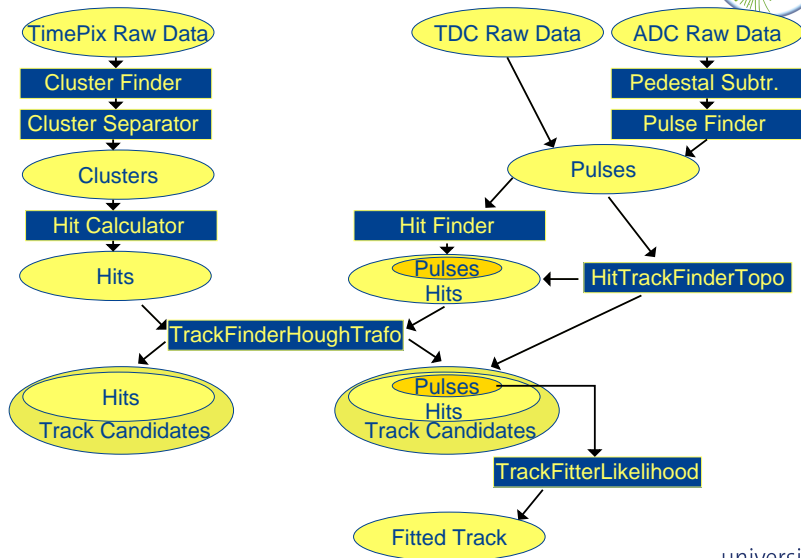 TimePix Raw Data
TDC Raw Data
ADC Raw Data
Cluster Finder
Pedestal Subtr.
Cluster Separator
Pulse Finder
Clusters
Pulses
Hit Calculator
Hit Finder
Hits
Pulses
Hits
HitTrackFinderTopo
TrackFinderHoughTrafo
Hits
Track Candidates
Pulses
Hits
Track Candidates
TrackFitterLikelihood
Fitted Track